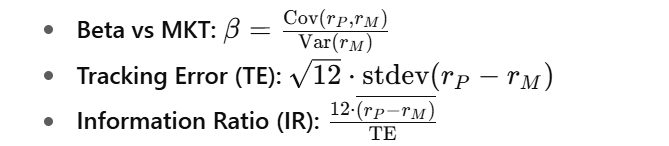 • Beta vs MKT: β = Cov(r_P,r_M) / Var(r_M)
• Tracking Error (TE): √12 · stdev(r_P − r_M)
• Information Ratio (IR): 12·\overline{(r_P−r_M)} / TE